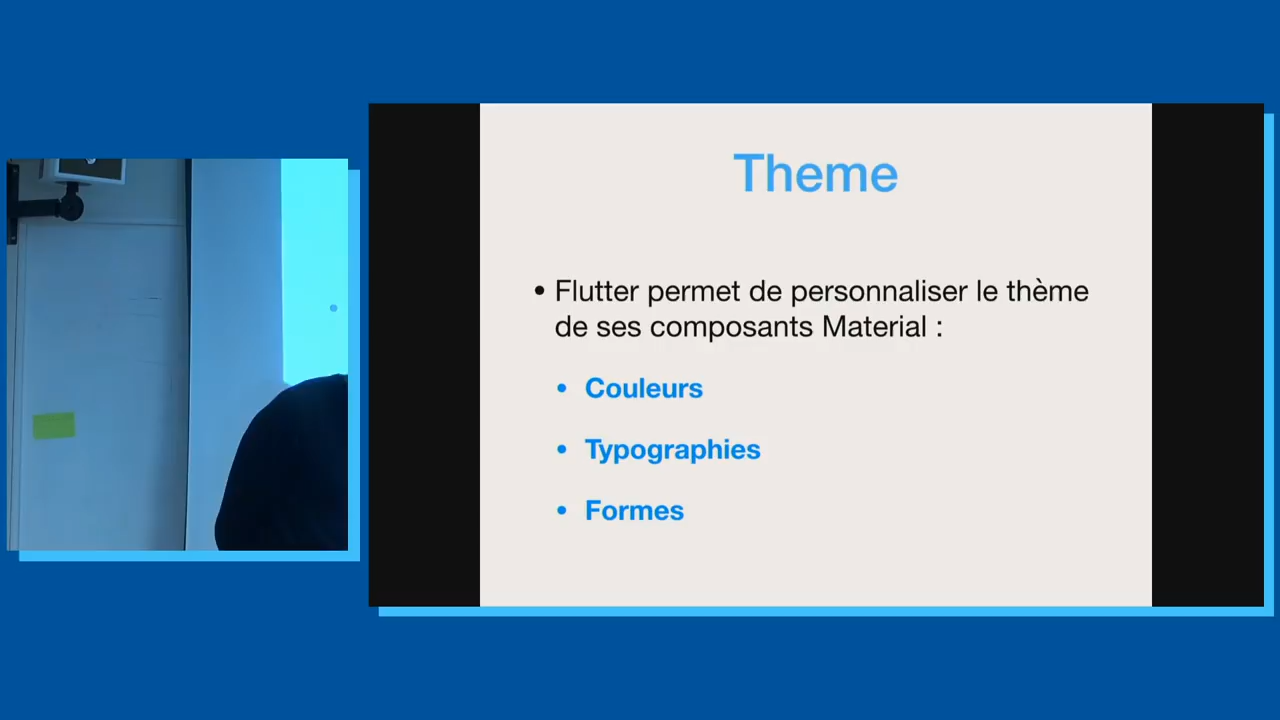 Theme
• Flutter permet de personnaliser le thème
de ses composants Material :
• Couleurs
• Typographies
• Formes